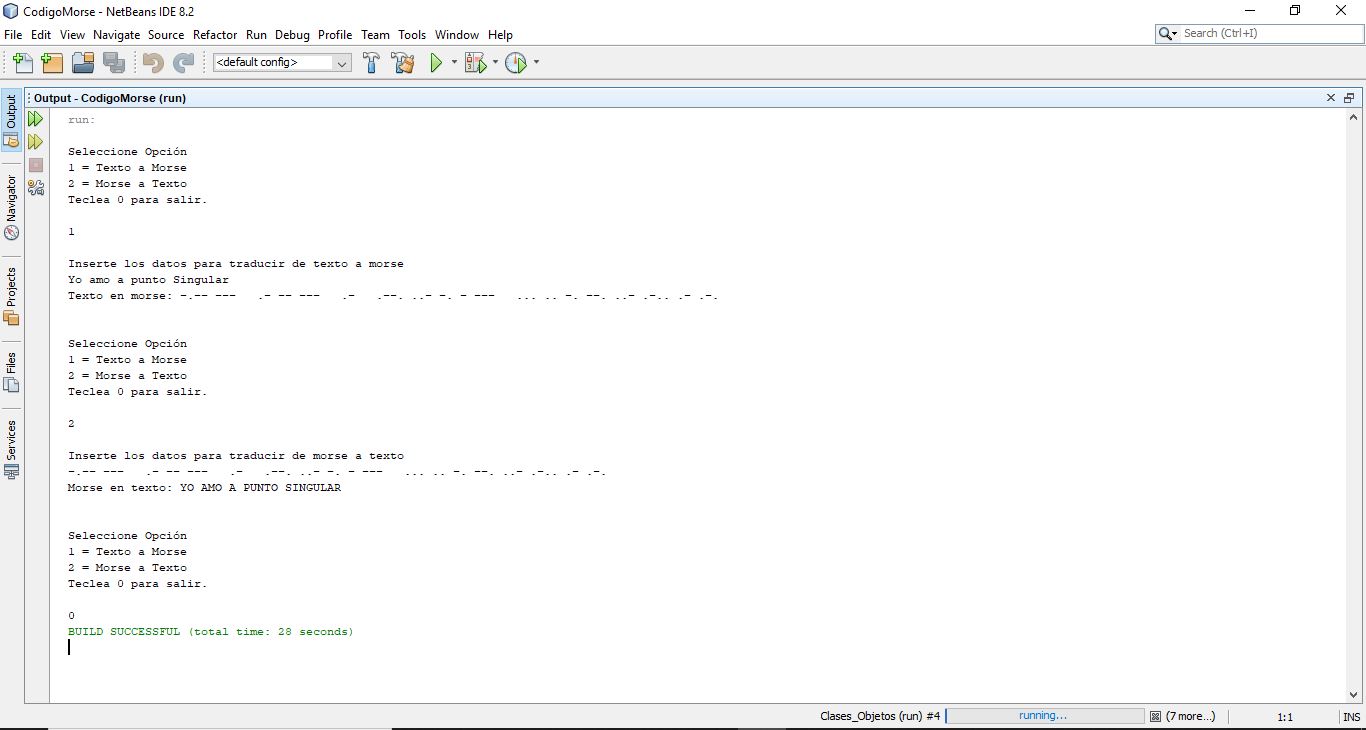 CodigoMorse - NetBeans IDE 8.2
File Edit View Navigate Source Refactor Run Debug Profile Team Tools Window Help
Search (Ctrl+I)
<default config>
Output - CodigoMorse (run)
Output
Navigator
Projects
Files
Services
run:
Seleccione Opción
1 = Texto a Morse
2 = Morse a Texto
Teclea 0 para salir.
1
Inserte los datos para traducir de texto a morse
Yo amo a punto Singular
Texto en morse: -.-- ---   .- -- ---   .-   .--. ..- -. - ---   ... .. -. --. ..- .-.. .- .-.
Seleccione Opción
1 = Texto a Morse
2 = Morse a Texto
Teclea 0 para salir.
2
Inserte los datos para traducir de morse a texto
-.-- ---   .- -- ---   .-   .--. ..- -. - ---   ... .. -. --. ..- .-.. .- .-.
Morse en texto: YO AMO A PUNTO SINGULAR
Seleccione Opción
1 = Texto a Morse
2 = Morse a Texto
Teclea 0 para salir.
0
BUILD SUCCESSFUL (total time: 28 seconds)
Clases_Objetos (run) #4 running... (7 more...) 1:1 INS